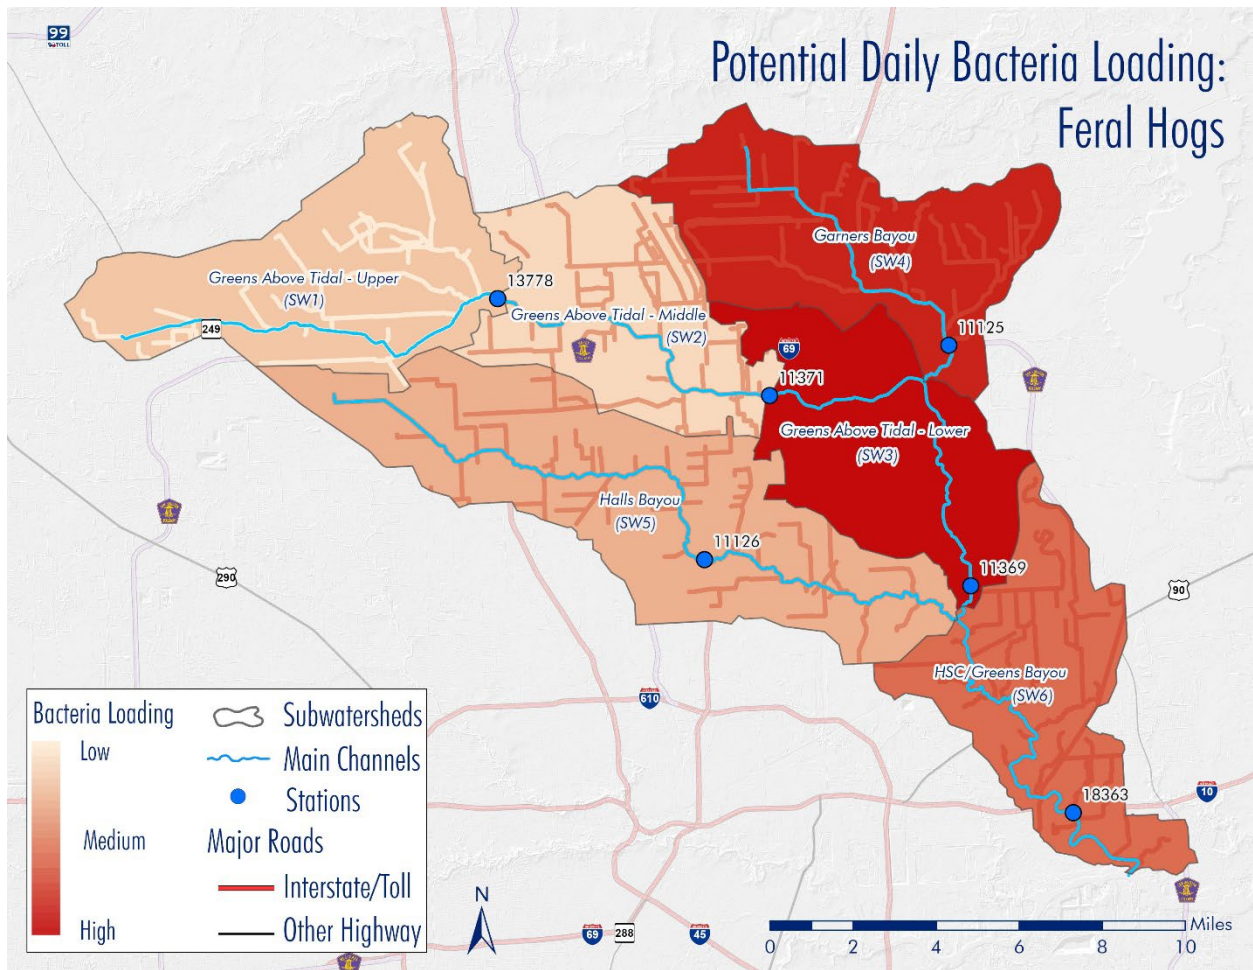 99
TOLL
Potential Daily Bacteria Loading:
Feral Hogs
Garners Bayou
(SW4)
Greens Above Tidal - Upper
(SW1)
13778
Greens Above Tidal - Middle
(SW2)
249
11125
69
11371
Greens Above Tidal - Lower
(SW3)
Halls Bayou
(SW5)
11126
11369
290
90
HSC/Greens Bayou
(SW6)
610
18363
10
Bacteria Loading
Low
Medium
High
Subwatersheds
Main Channels
Stations
Major Roads
Interstate/Toll
Other Highway
N
69
288
45
Miles
0 2 4 6 8 10